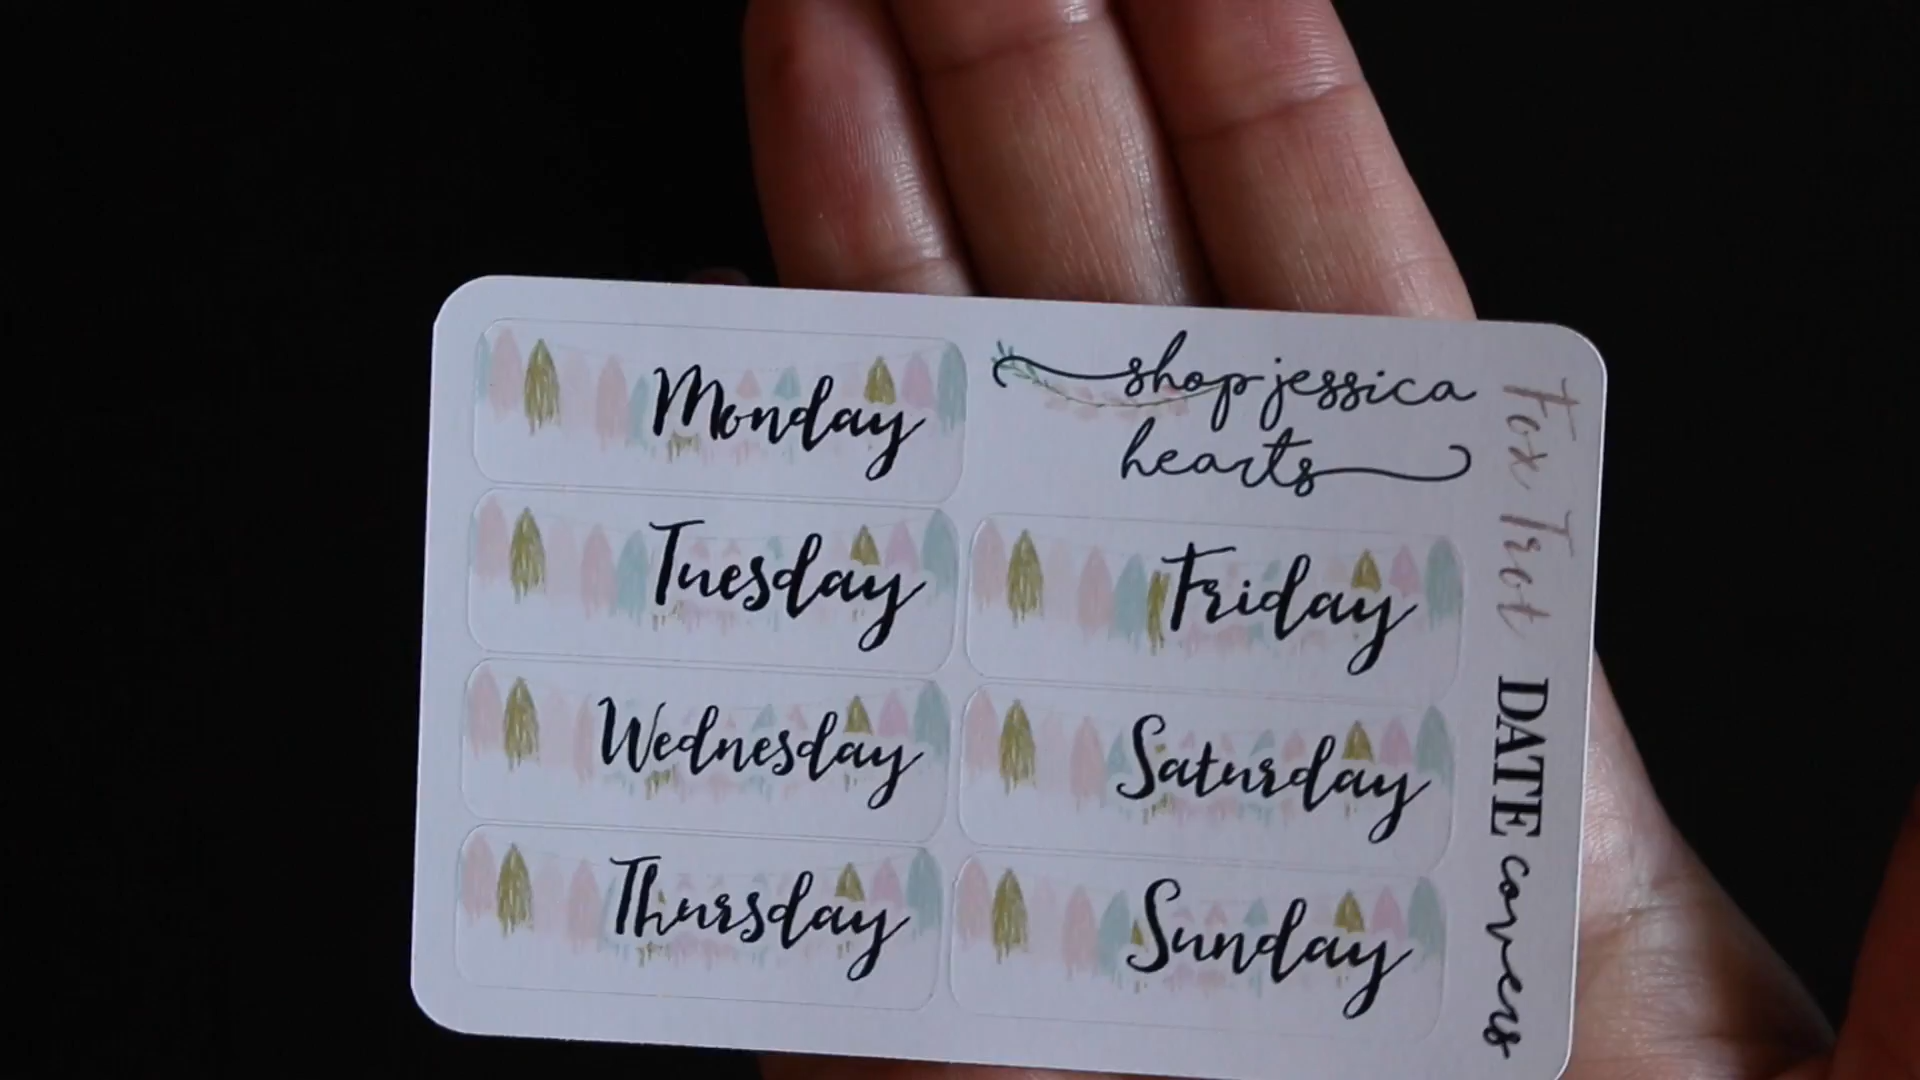 Monday
Tuesday
Wednesday
Thursday
shop jessica
hearts
Friday
Saturday
Sunday
Fox Trot DATE covers